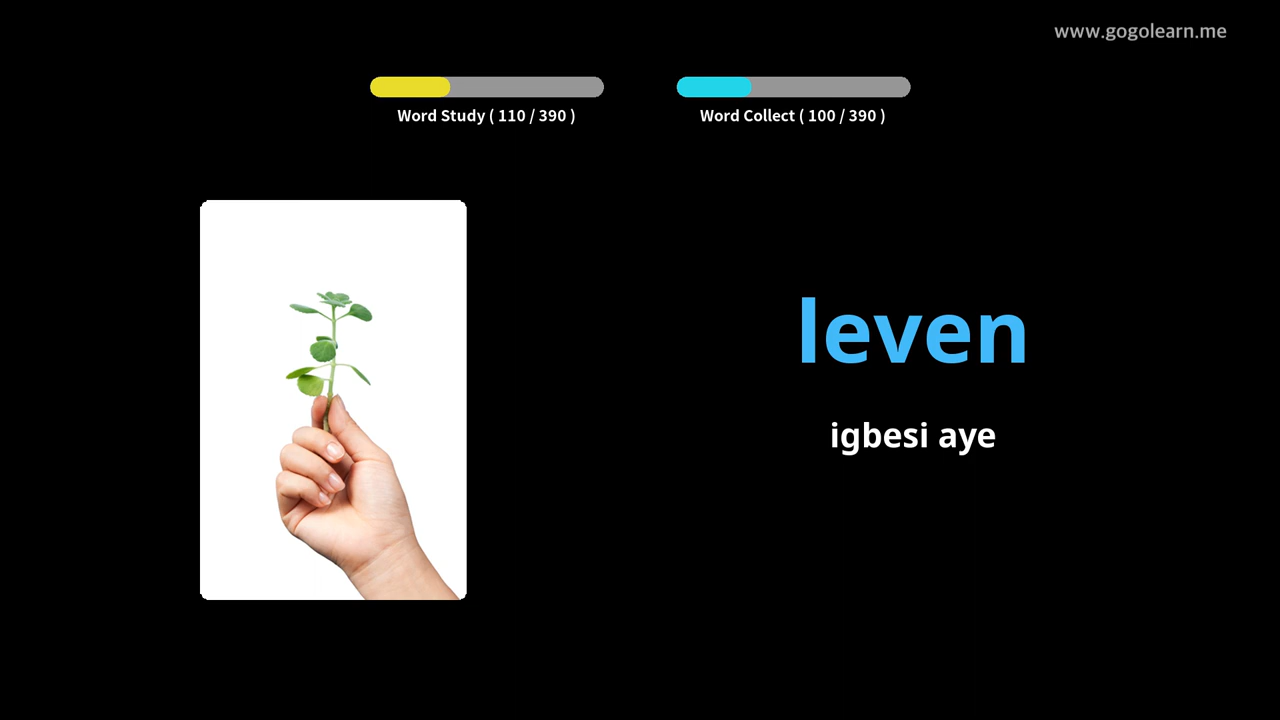 www.gogolearn.me
Word Study ( 110 / 390 )
Word Collect ( 100 / 390 )
leven
igbesi aye